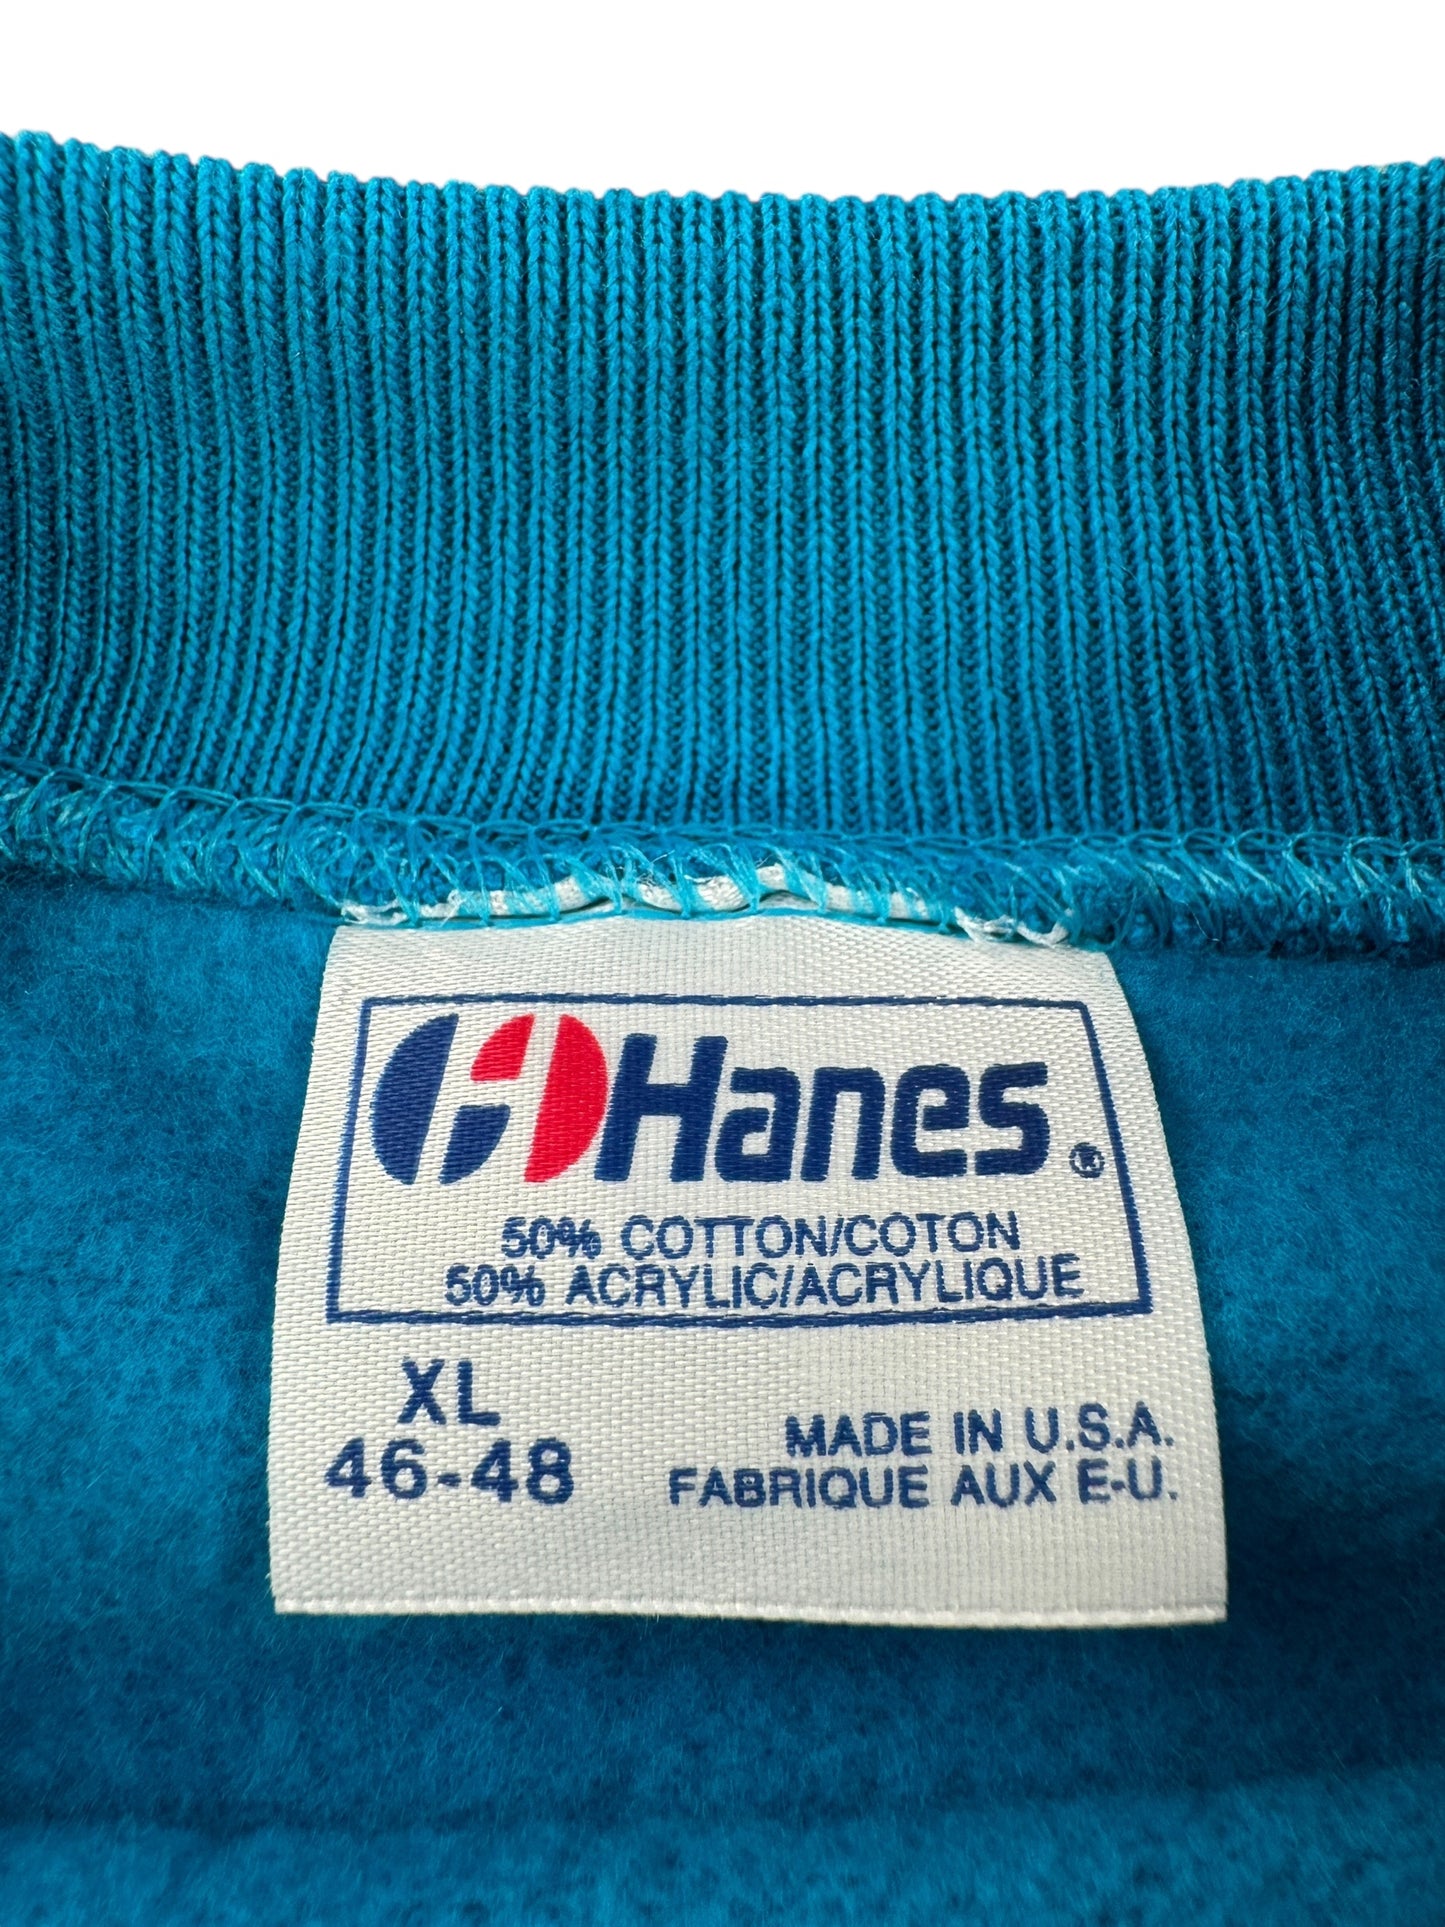 Hanes®
50% COTTON/COTON
50% ACRYLIC/ACRYLIQUE
XL
46-48
MADE IN U.S.A.
FABRIQUE AUX E-U.